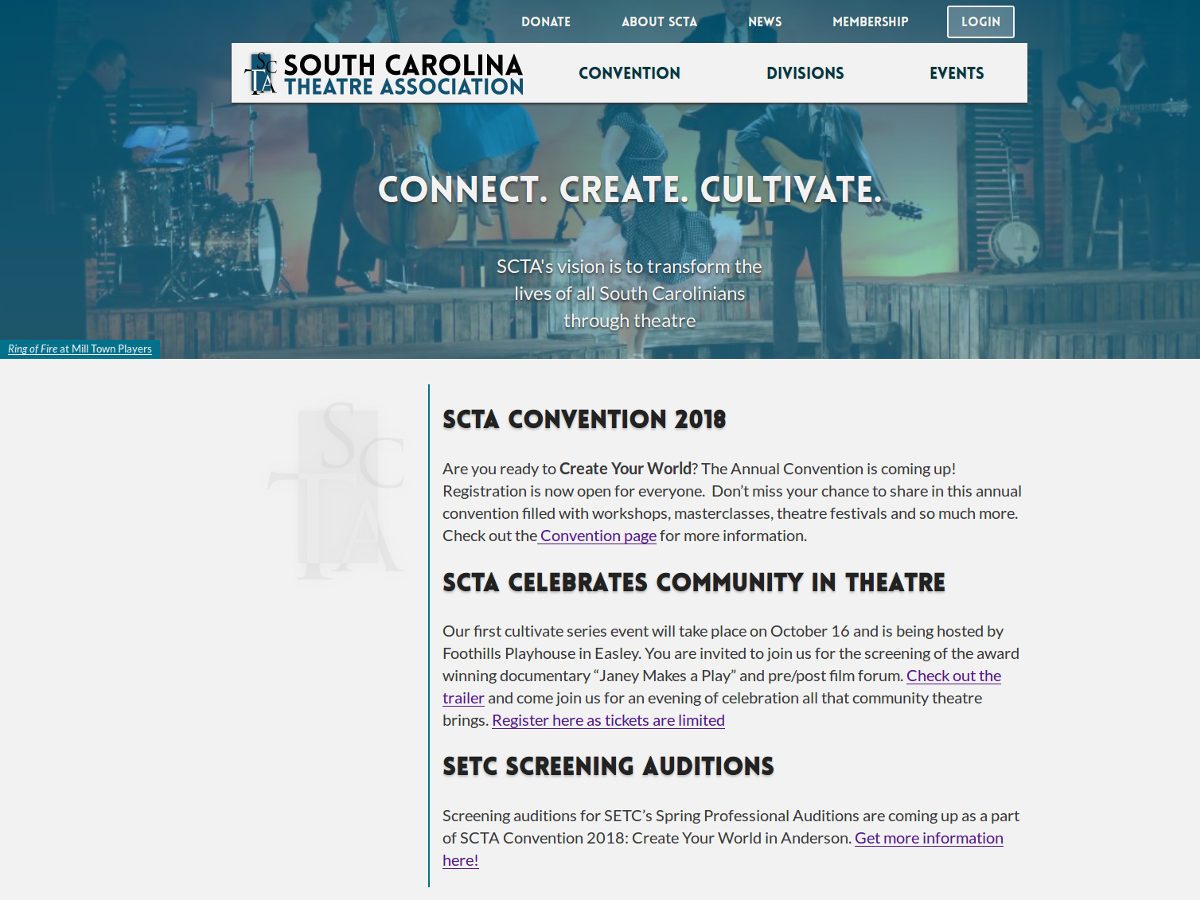 DONATE ABOUT SCTA NEWS MEMBERSHIP LOGIN
SCTA SOUTH CAROLINA
THEATRE ASSOCIATION
CONVENTION DIVISIONS EVENTS
CONNECT. CREATE. CULTIVATE.
SCTA's vision is to transform the
lives of all South Carolinians
through theatre
Ring of Fire at Mill Town Players
SCTA
SCTA CONVENTION 2018
Are you ready to Create Your World? The Annual Convention is coming up!
Registration is now open for everyone.  Don’t miss your chance to share in this annual
convention filled with workshops, masterclasses, theatre festivals and so much more.
Check out the Convention page for more information.
SCTA CELEBRATES COMMUNITY IN THEATRE
Our first cultivate series event will take place on October 16 and is being hosted by
Foothills Playhouse in Easley. You are invited to join us for the screening of the award
winning documentary “Janey Makes a Play” and pre/post film forum. Check out the
trailer and come join us for an evening of celebration all that community theatre
brings. Register here as tickets are limited
SETC SCREENING AUDITIONS
Screening auditions for SETC’s Spring Professional Auditions are coming up as a part
of SCTA Convention 2018: Create Your World in Anderson. Get more information
here!